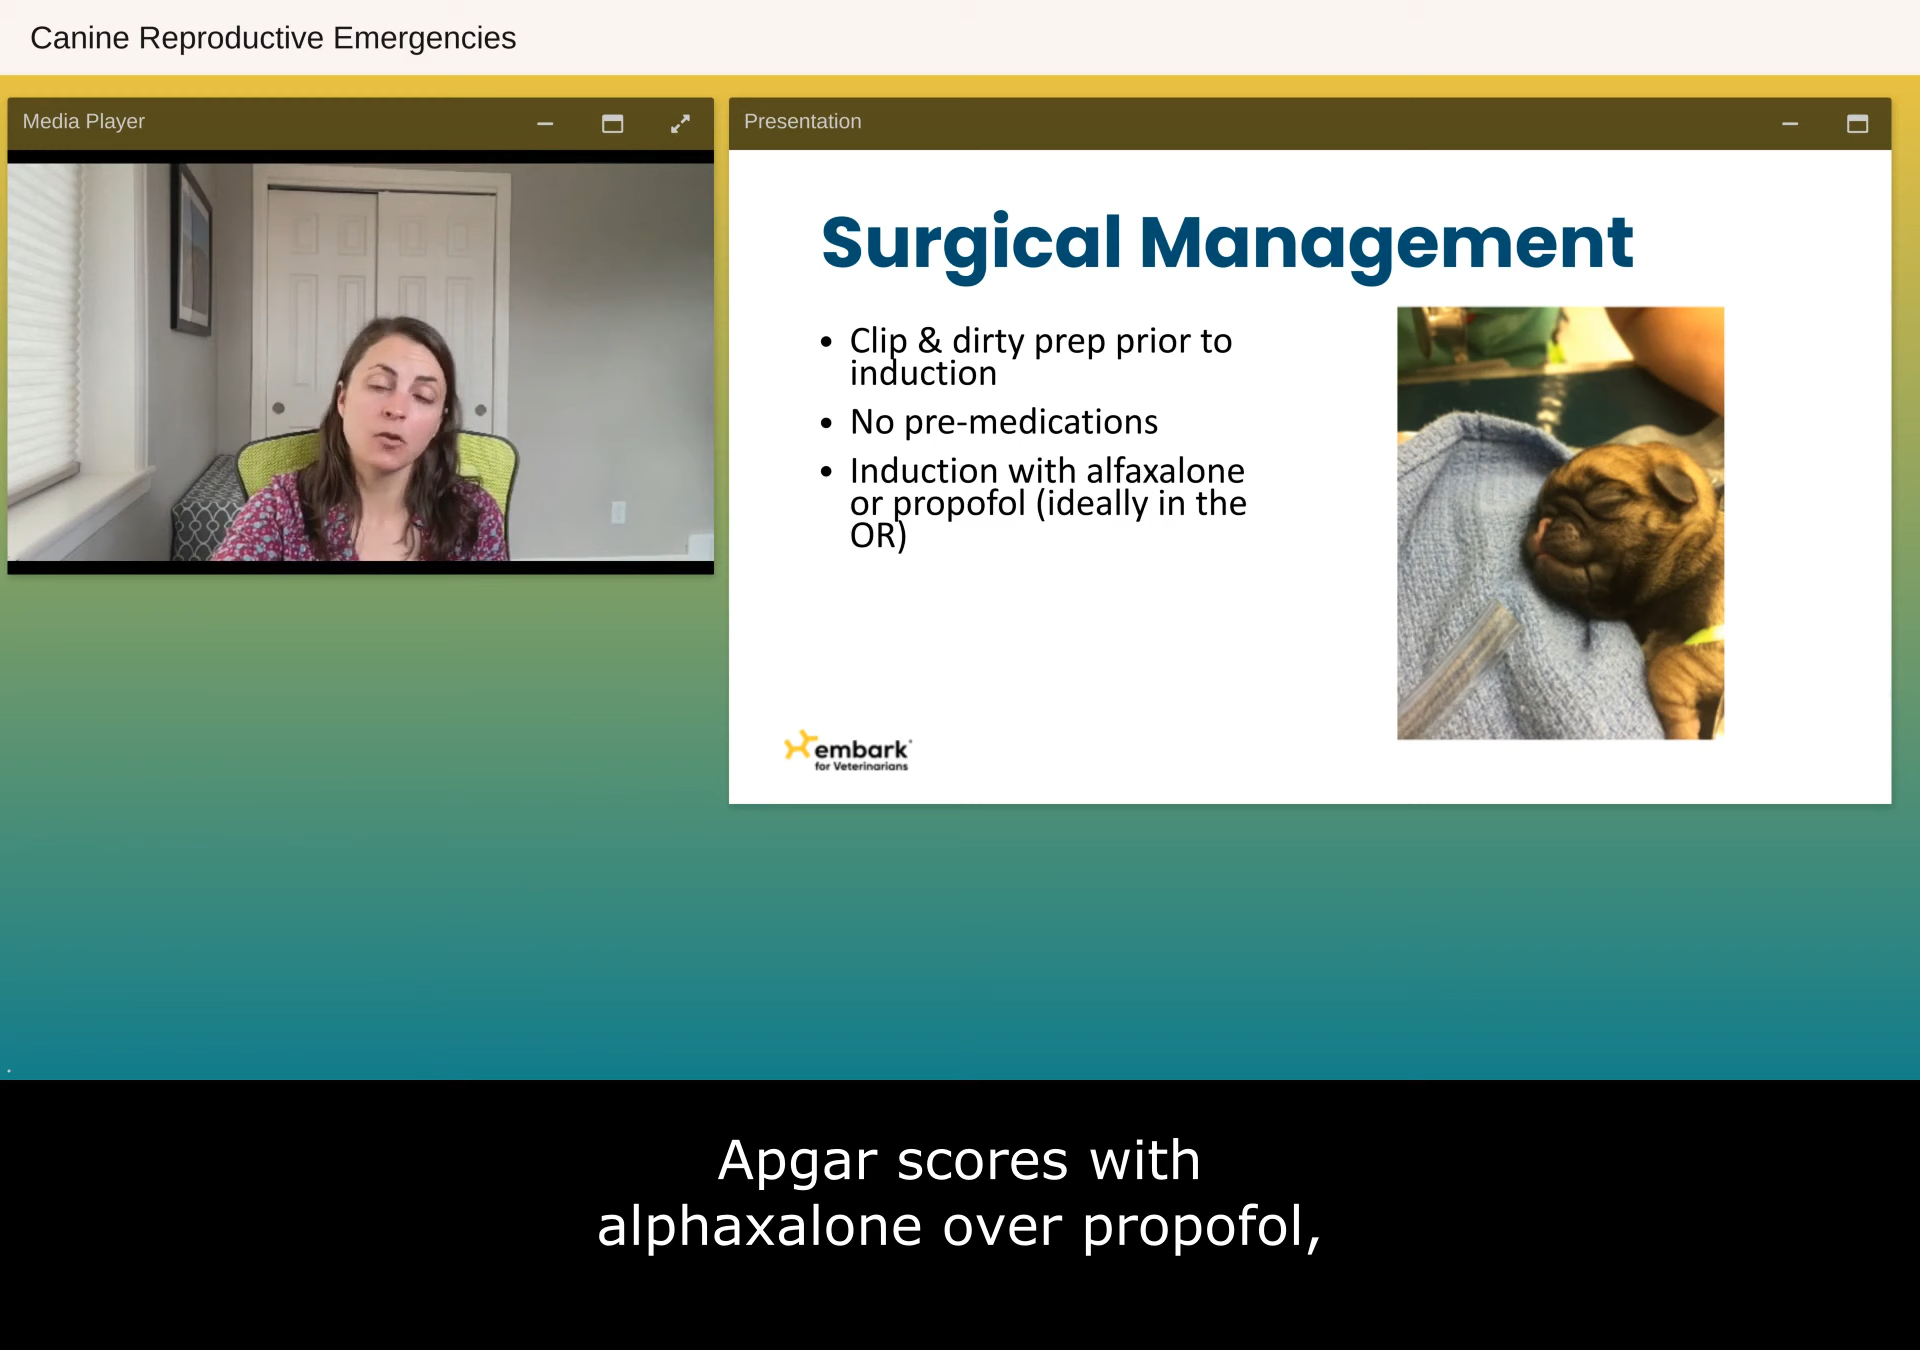 Canine Reproductive Emergencies
Media Player
Presentation
Surgical Management
• Clip & dirty prep prior to
induction
• No pre-medications
• Induction with alfaxalone
or propofol (ideally in the
OR)
embark
for Veterinarians
Apgar scores with
alphaxalone over propofol,